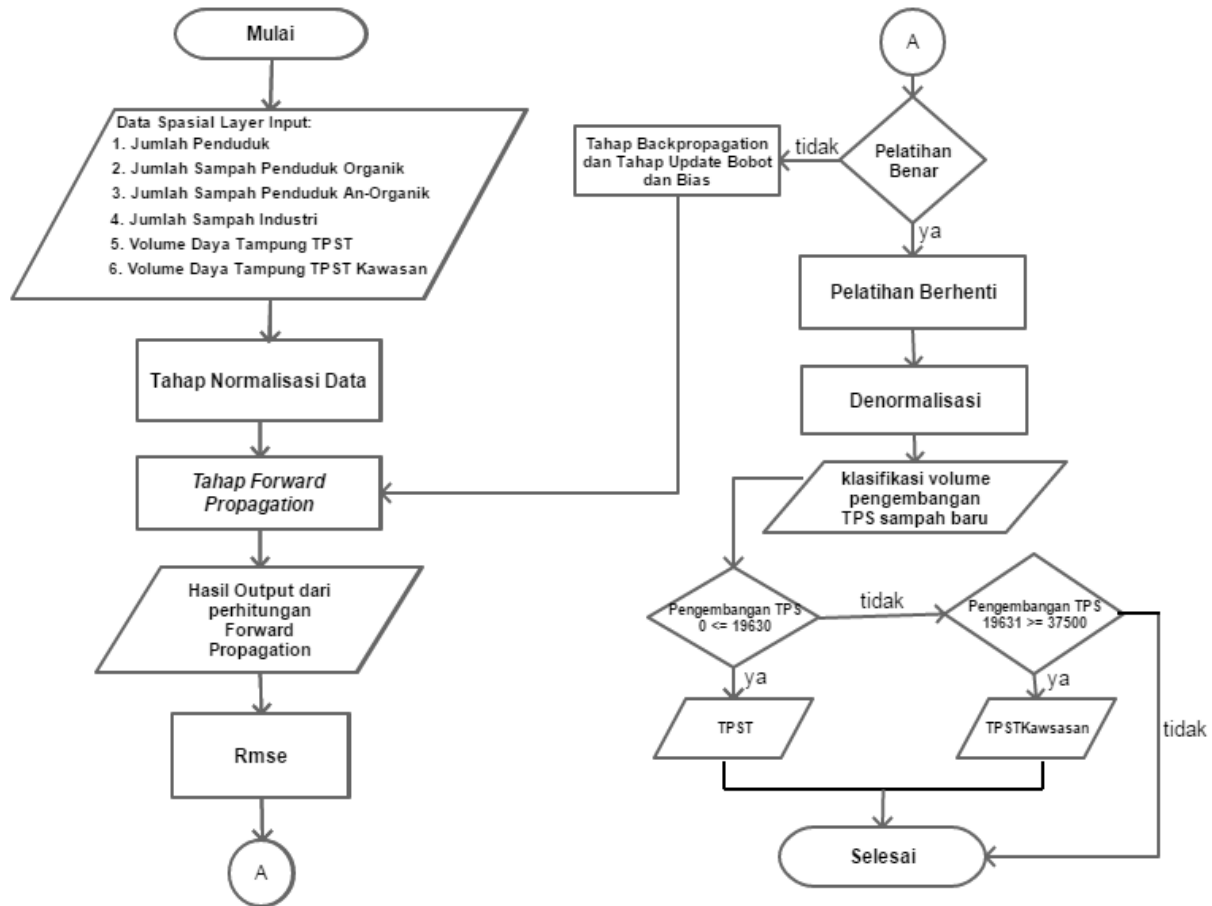 Mulai
Data Spasial Layer Input:
1. Jumlah Penduduk
2. Jumlah Sampah Penduduk Organik
3. Jumlah Sampah Penduduk An-Organik
4. Jumlah Sampah Industri
5. Volume Daya Tampung TPST
6. Volume Daya Tampung TPST Kawasan
Tahap Normalisasi Data
Tahap Forward
Propagation
Hasil Output dari
perhitungan
Forward
Propagation
Rmse
A
A
Pelatihan
Benar
tidak
Tahap Backpropagation
dan Tahap Update Bobot
dan Bias
ya
Pelatihan Berhenti
Denormalisasi
klasifikasi volume
pengembangan
TPS sampah baru
Pengembangan TPS
0 <= 19630
tidak
Pengembangan TPS
19631 >= 37500
ya
ya
tidak
TPST
TPSTKawsasan
Selesai